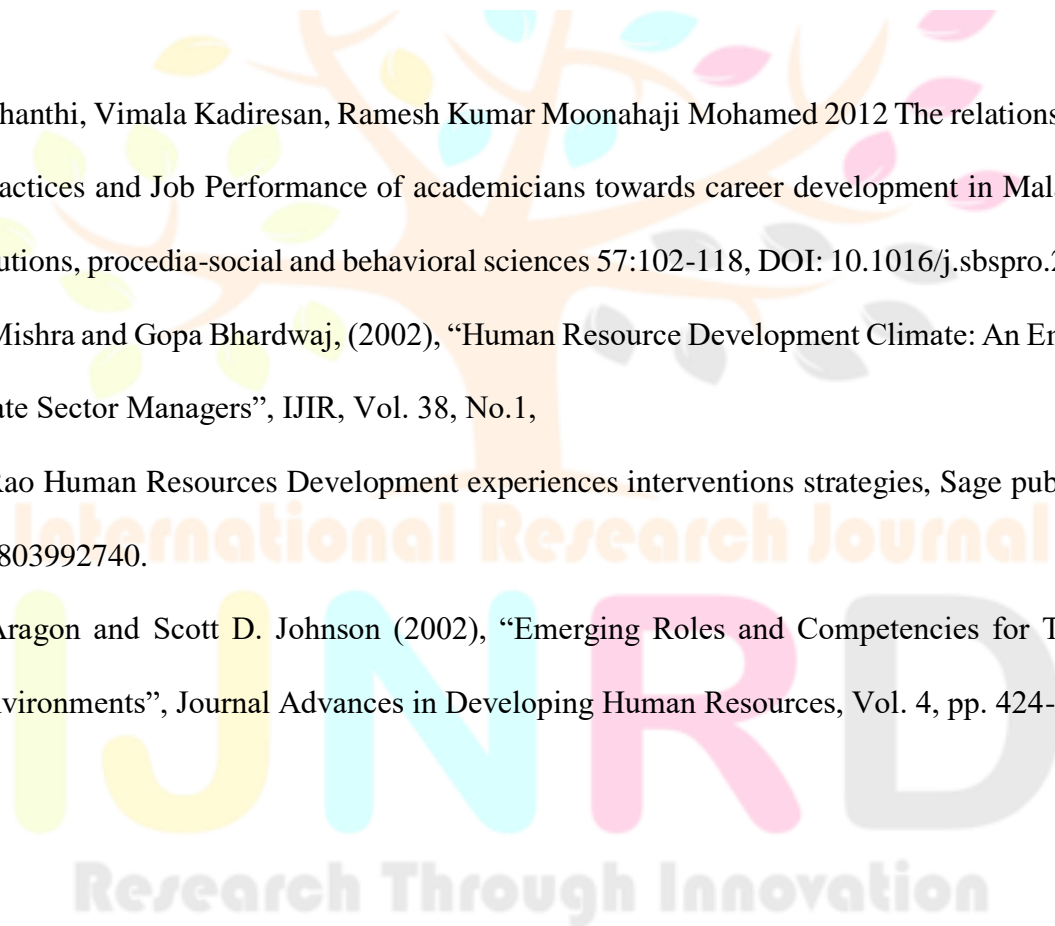 hanthi, Vimala Kadiresan, Ramesh Kumar Moonahaji Mohamed 2012 The relations
actices and Job Performance of academicians towards career development in Mal
utions, procedia-social and behavioral sciences 57:102-118, DOI: 10.1016/j.sbspro.2
Mishra and Gopa Bhardwaj, (2002), “Human Resource Development Climate: An En
ate Sector Managers”, IJIR, Vol. 38, No.1,
Rao Human Resources Development experiences interventions strategies, Sage pub
International Research Journal
803992740.
Aragon and Scott D. Johnson (2002), “Emerging Roles and Competencies for T
vironments”, Journal Advances in Developing Human Resources, Vol. 4, pp. 424-
IJNRD
Research Through Innovation